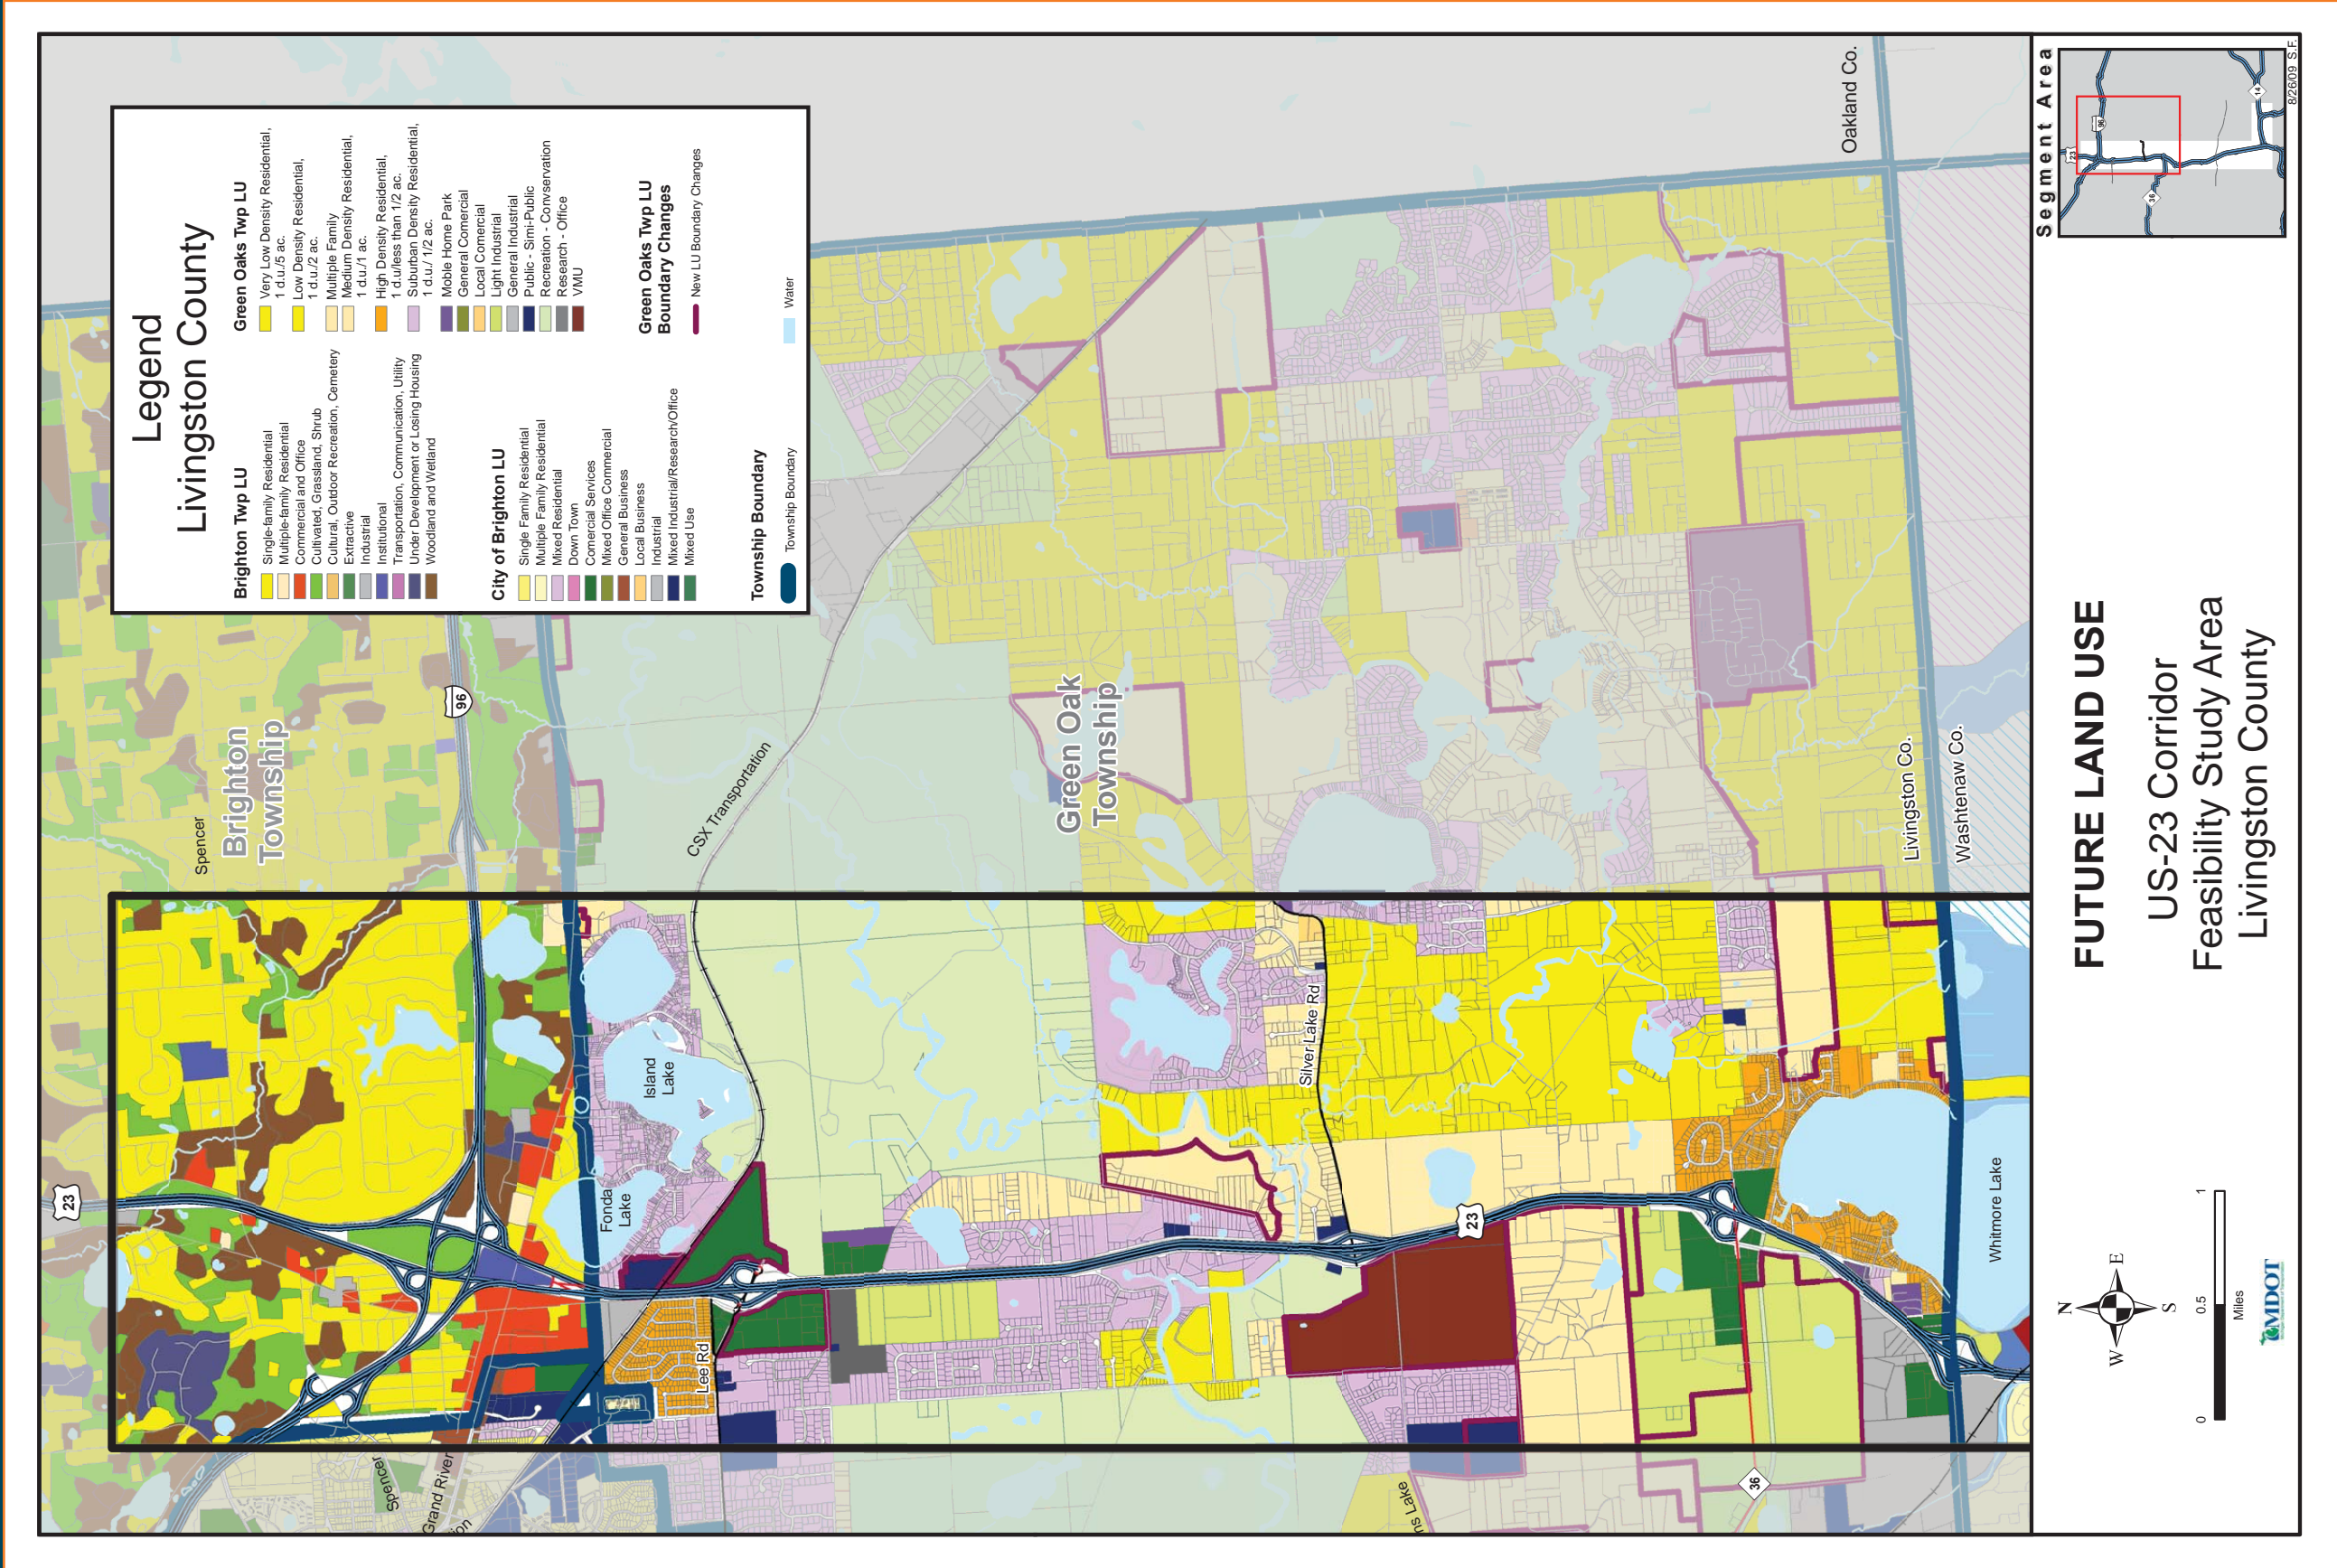 Legend
Livingston County
Brighton Twp LU
Single-family Residential
Multiple-family Residential
Commercial and Office
Cultivated, Grassland, Shrub
Cultural, Outdoor Recreation, Cemetery
Extractive
Industrial
Institutional
Transportation, Communication, Utility
Under Development or Losing Housing
Woodland and Wetland
City of Brighton LU
Single Family Residential
Multiple Family Residential
Mixed Residential
Down Town
Comercial Services
Mixed Office Commercial
General Business
Local Business
Industrial
Mixed Industrial/Research/Office
Mixed Use
Township Boundary
Township Boundary
Green Oaks Twp LU
Very Low Density Residential,
1 d.u./5 ac.
Low Density Residential,
1 d.u./2 ac.
Multiple Family
Medium Density Residential,
1 d.u./1 ac.
High Density Residential,
1 d.u/less than 1/2 ac.
Suburban Density Residential,
1 d.u./ 1/2 ac.
Moble Home Park
General Commercial
Local Comercial
Light Industrial
General Industrial
Public - Simi-Public
Recreation - Convservation
Research - Office
VMU
Green Oaks Twp LU
Boundary Changes
New LU Boundary Changes
Water
Spencer
Brighton
Township
96
CSX Transportation
Green Oak
Township
Oakland Co.
Livingston Co.
Washtenaw Co.
23
Island
Lake
Fonda
Lake
Lee Rd
Silver Lake Rd
23
Whitmore Lake
Spencer
Grand River
ion
ns Lake
36
Segment Area
23
96
36
14
8/26/09 S.F.
FUTURE LAND USE
US-23 Corridor
Feasibility Study Area
Livingston County
N
W
E
S
0
0.5
1
Miles
MDOT